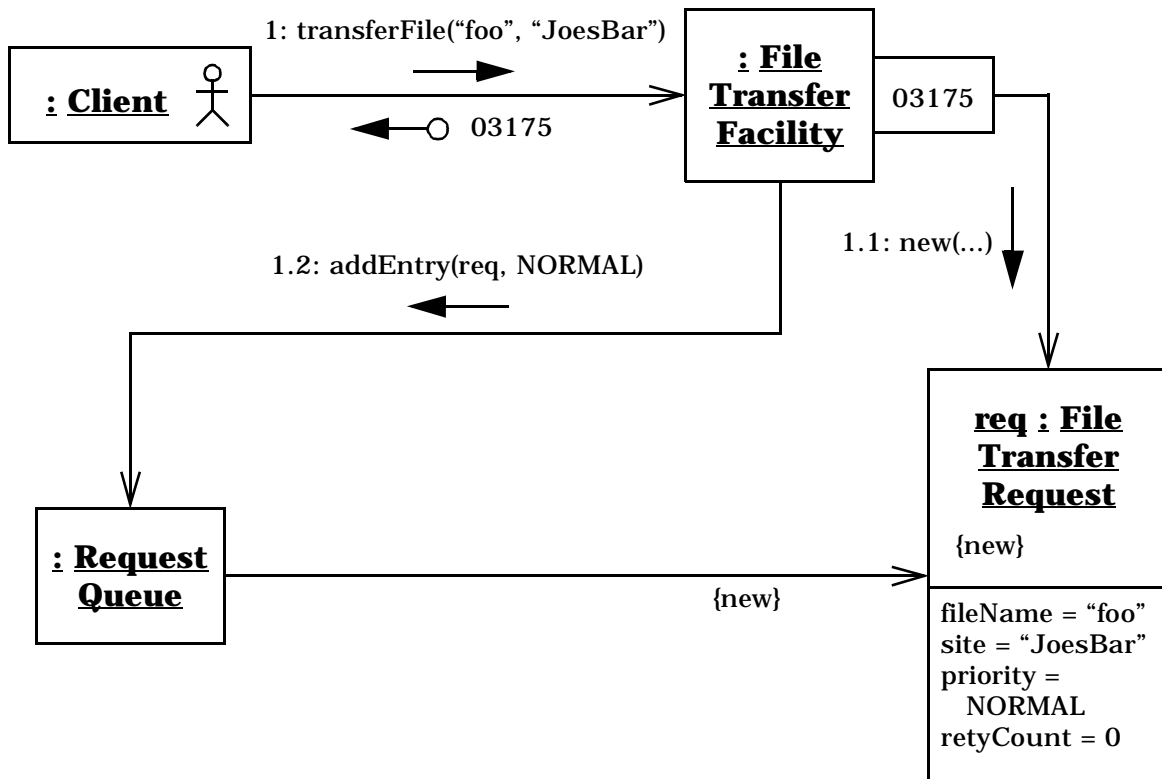 1: transferFile(“foo”, “JoesBar”)
: Client
03175
: File
Transfer
Facility
03175
1.1: new(...)
1.2: addEntry(req, NORMAL)
req : File
Transfer
Request
{new}
: Request
Queue
{new}
fileName = “foo”
site = “JoesBar”
priority =
NORMAL
retyCount = 0